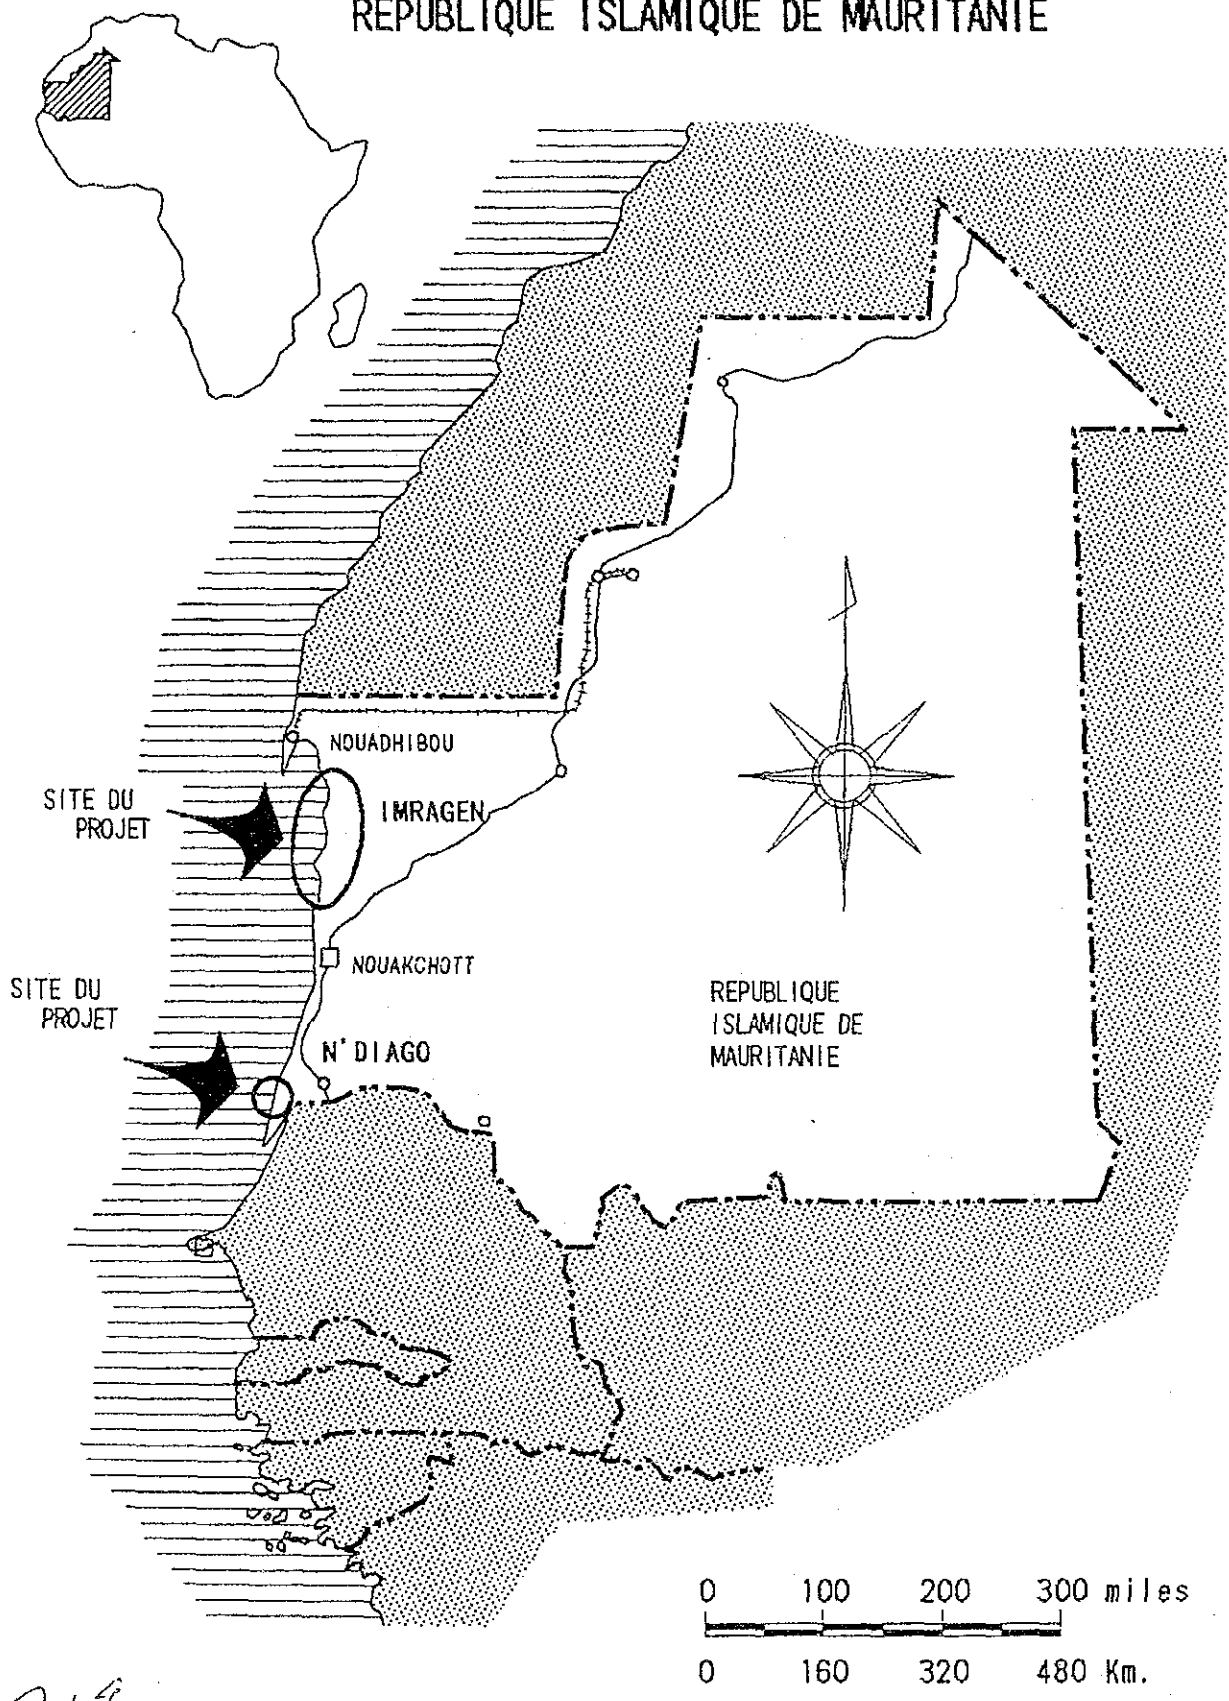 REPUBLIQUE ISLAMIQUE DE MAURITANIE
NOUADHIBOU
SITE DU
PROJET
IMRAGEN
NOUAKCHOTT
SITE DU
PROJET
N'DIAGO
REPUBLIQUE
ISLAMIQUE DE
MAURITANIE
0 100 200 300 miles
0 160 320 480 Km.